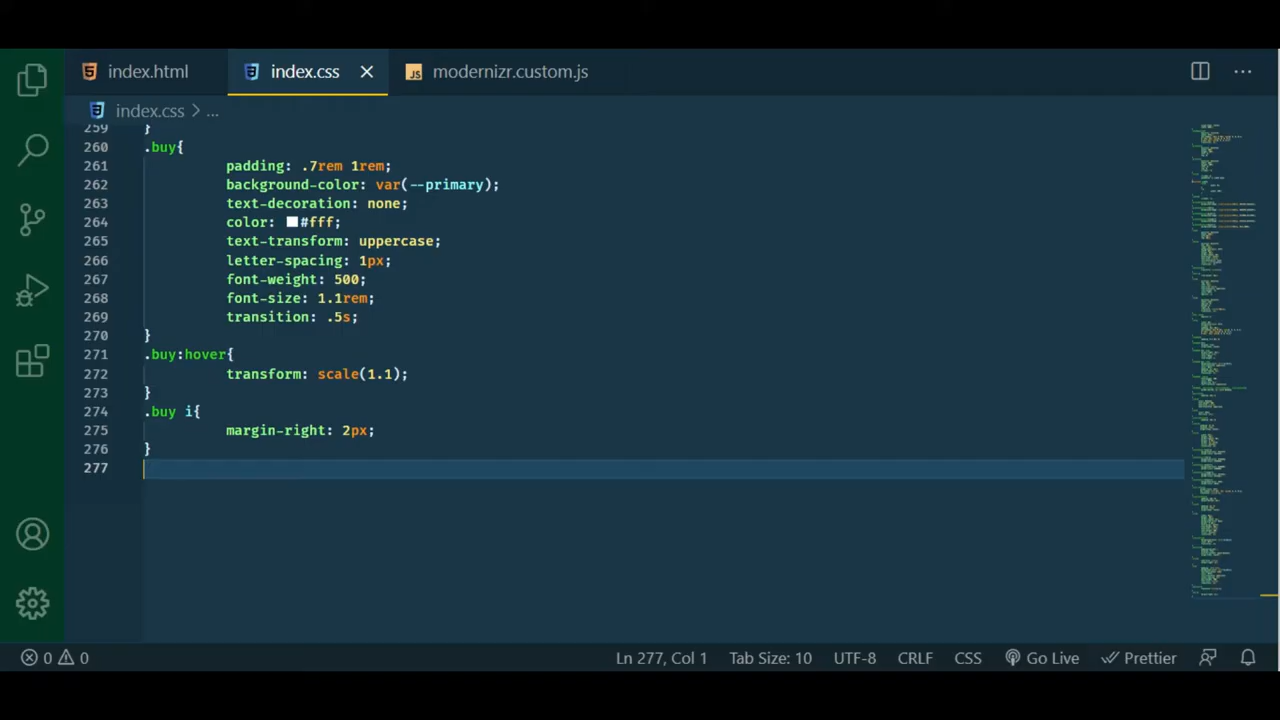 index.html index.css modernizr.custom.js
index.css > ...
259 }
260 .buy{
261 padding: .7rem 1rem;
262 background-color: var(--primary);
263 text-decoration: none;
264 color: #fff;
265 text-transform: uppercase;
266 letter-spacing: 1px;
267 font-weight: 500;
268 font-size: 1.1rem;
269 transition: .5s;
270 }
271 .buy:hover{
272 transform: scale(1.1);
273 }
274 .buy i{
275 margin-right: 2px;
276 }
277
0 0 Ln 277, Col 1 Tab Size: 10 UTF-8 CRLF CSS Go Live Prettier